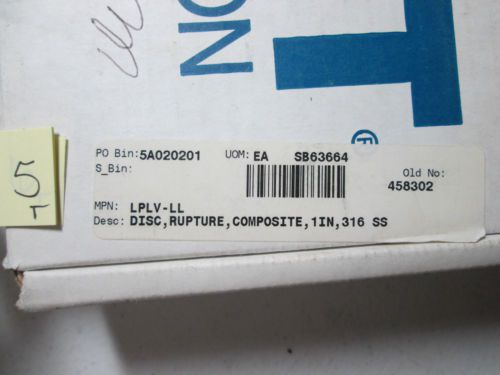 NO T
®
5
T
PO Bin: 5A020201 UOM: EA SB63664
S_Bin:
Old No:
458302
MPN: LPLV-LL
Desc: DISC,RUPTURE,COMPOSITE,1IN,316 SS